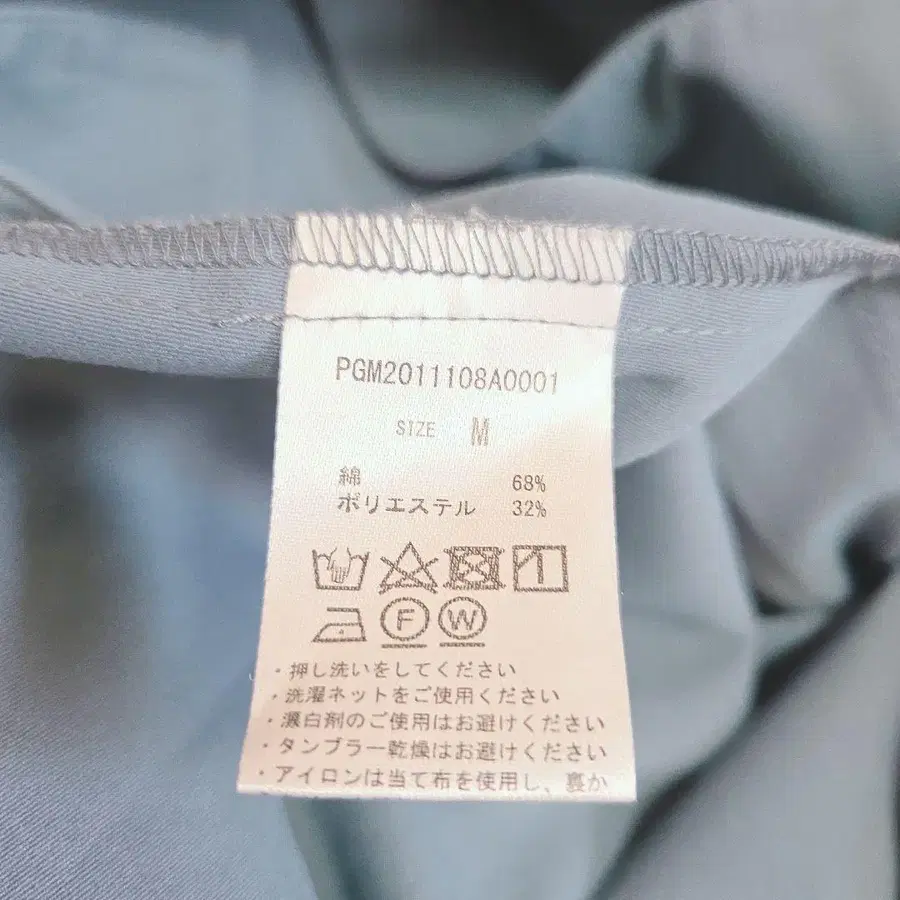 PGM2011108A0001
SIZE M
綿 68%
ポリエステル 32%
F W
・押し洗いをしてください
・洗濯ネットをご使用ください
・漂白剤のご使用はお避けください
・タンブラー乾燥はお避けください
・アイロンは当て布を使用し、裏か